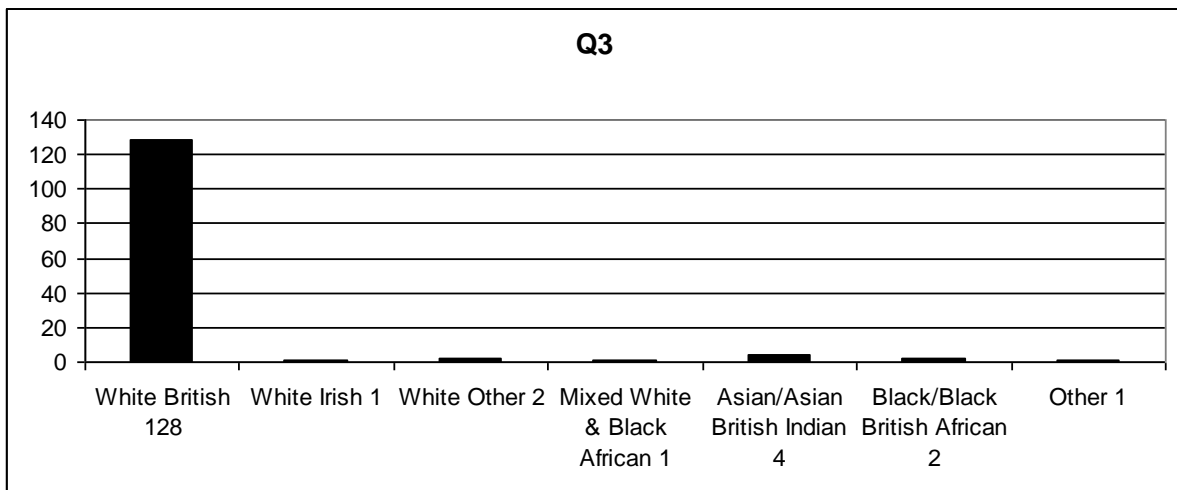 Q3
140
120
100
80
60
40
20
0
White British
128
White Irish 1
White Other 2
Mixed White
& Black
African 1
Asian/Asian
British Indian
4
Black/Black
British African
2
Other 1